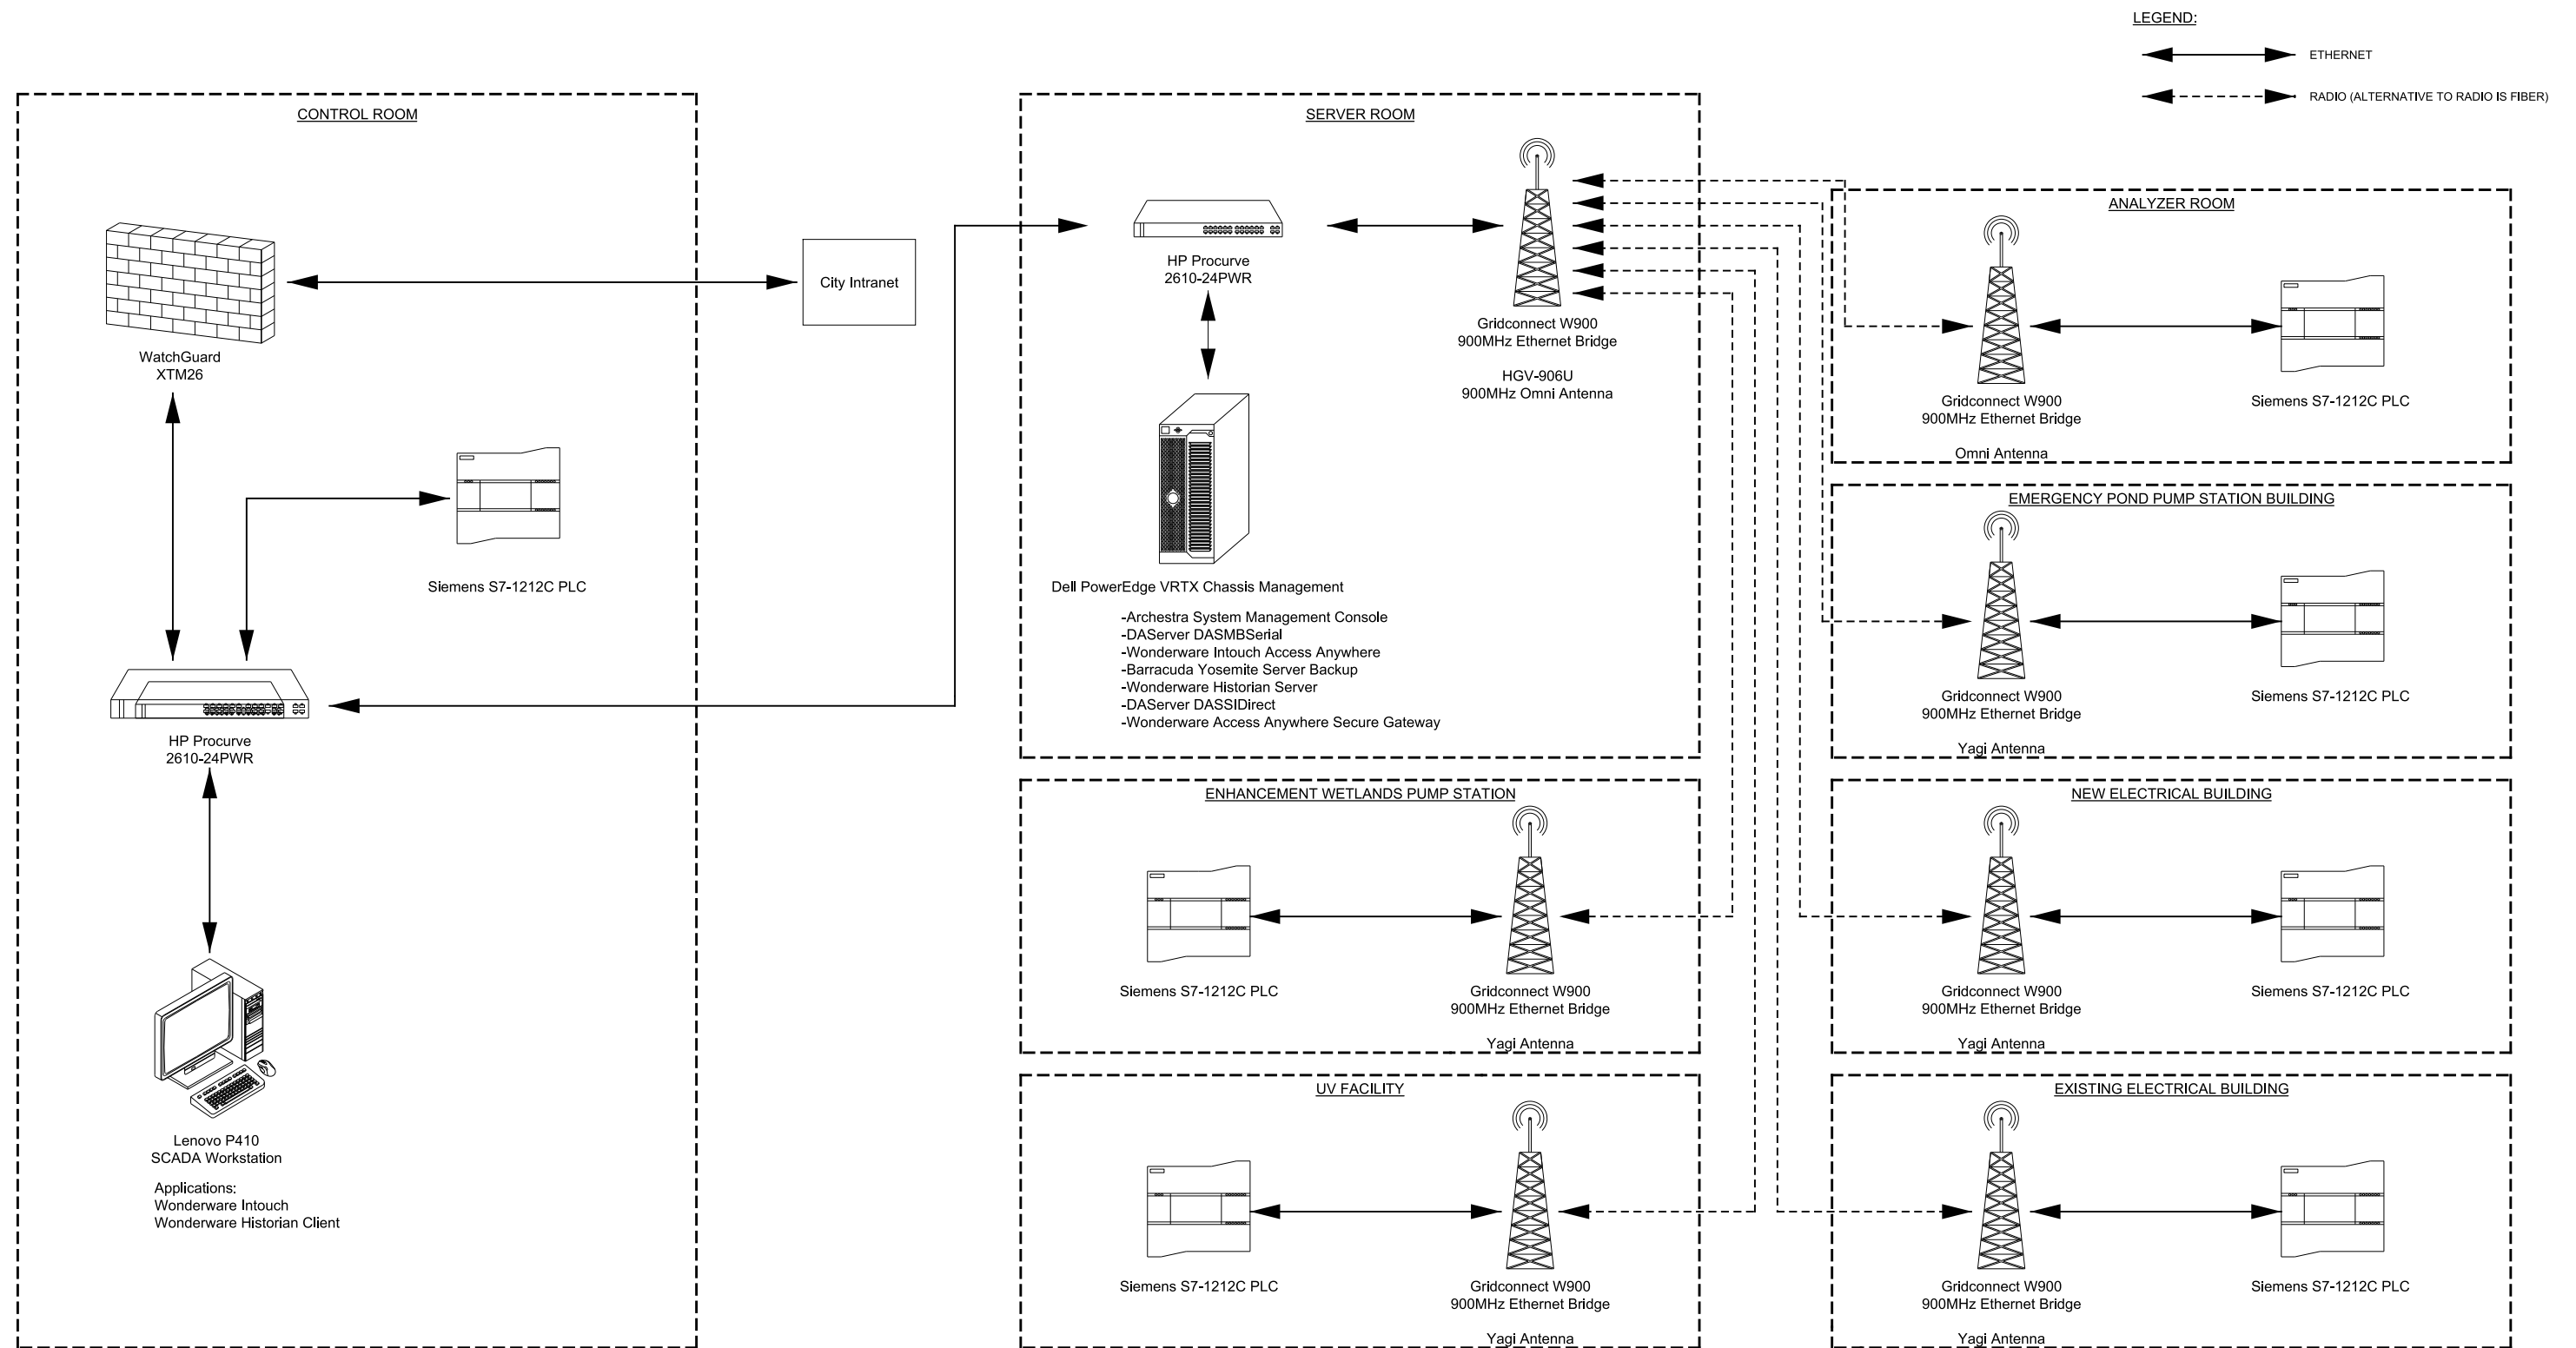 LEGEND:
ETHERNET
RADIO (ALTERNATIVE TO RADIO IS FIBER)
CONTROL ROOM
WatchGuard
XTM26
Siemens S7-1212C PLC
HP Procurve
2610-24PWR
Lenovo P410
SCADA Workstation
Applications:
Wonderware Intouch
Wonderware Historian Client
City Intranet
SERVER ROOM
HP Procurve
2610-24PWR
Gridconnect W900
900MHz Ethernet Bridge
HGV-906U
900MHz Omni Antenna
Dell PowerEdge VRTX Chassis Management
-Archestra System Management Console
-DAServer DASMBSerial
-Wonderware Intouch Access Anywhere
-Barracuda Yosemite Server Backup
-Wonderware Historian Server
-DAServer DASSIDirect
-Wonderware Access Anywhere Secure Gateway
ENHANCEMENT WETLANDS PUMP STATION
Siemens S7-1212C PLC
Gridconnect W900
900MHz Ethernet Bridge
Yagi Antenna
UV FACILITY
Siemens S7-1212C PLC
Gridconnect W900
900MHz Ethernet Bridge
Yagi Antenna
ANALYZER ROOM
Gridconnect W900
900MHz Ethernet Bridge
Omni Antenna
Siemens S7-1212C PLC
EMERGENCY POND PUMP STATION BUILDING
Gridconnect W900
900MHz Ethernet Bridge
Yagi Antenna
Siemens S7-1212C PLC
NEW ELECTRICAL BUILDING
Gridconnect W900
900MHz Ethernet Bridge
Yagi Antenna
Siemens S7-1212C PLC
EXISTING ELECTRICAL BUILDING
Gridconnect W900
900MHz Ethernet Bridge
Yagi Antenna
Siemens S7-1212C PLC